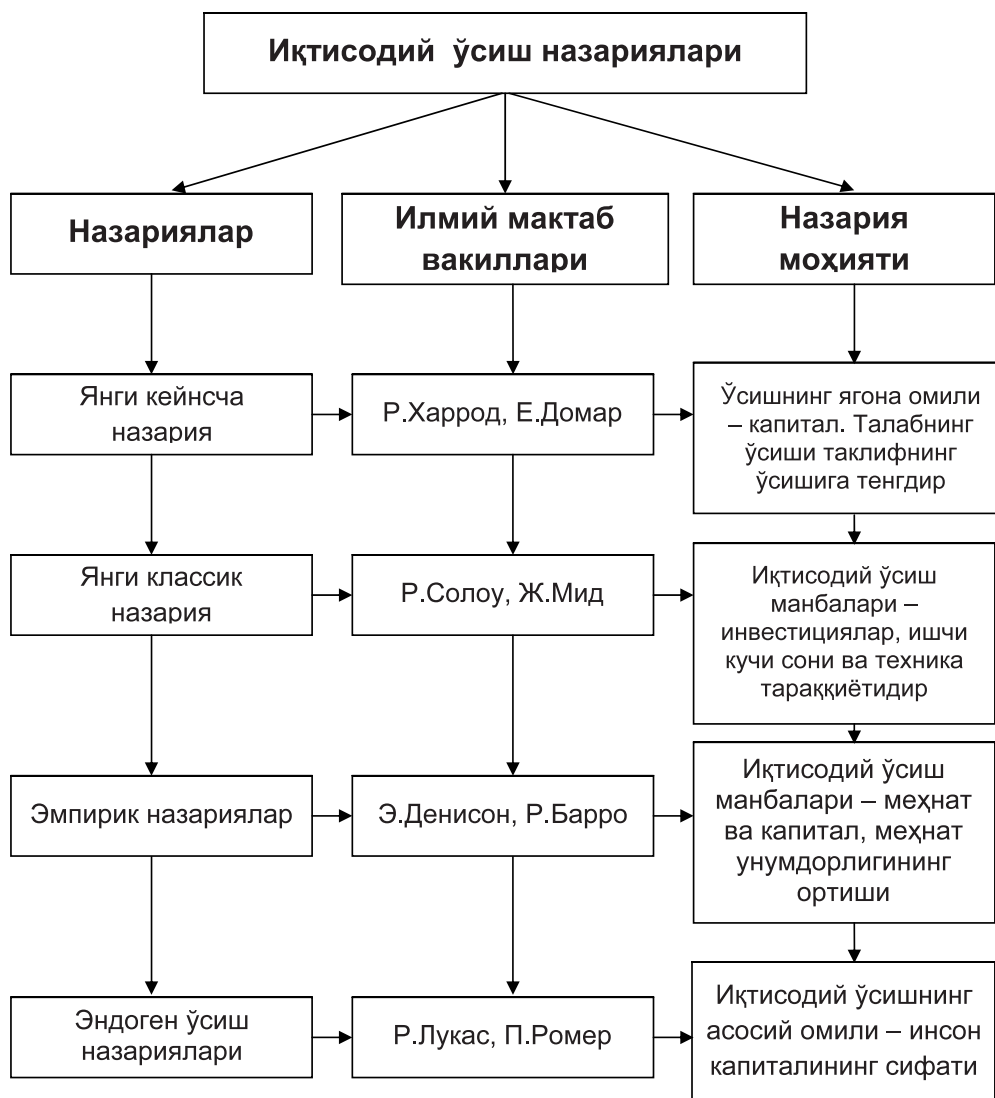 Иқтисодий ўсиш назариялари
Назариялар
Илмий мактаб
вакиллари
Назария
моҳияти
Янги кейнсча
назария
Р.Харрод, Е.Домар
Ўсишнинг ягона омили
– капитал. Талабнинг
ўсиши таклифнинг
ўсишига тенгдир
Янги классик
назария
Р.Солоу, Ж.Мид
Иқтисодий ўсиш
манбалари –
инвестициялар, ишчи
кучи сони ва техника
тараққиётидир
Эмпирик назариялар
Э.Денисон, Р.Барро
Иқтисодий ўсиш
манбалари – меҳнат
ва капитал, меҳнат
унумдорлигининг
ортиши
Эндоген ўсиш
назариялари
Р.Лукас, П.Ромер
Иқтисодий ўсишнинг
асосий омили – инсон
капиталининг сифати